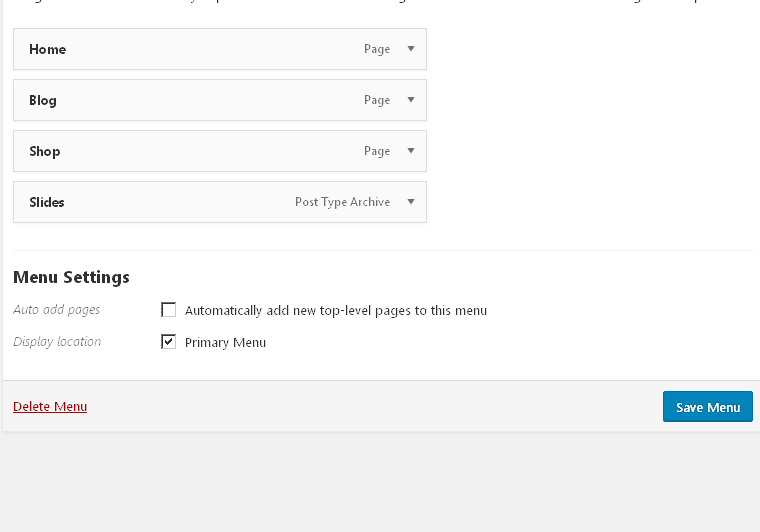 Home Page
Blog Page
Shop Page
Slides Post Type Archive
Menu Settings
Auto add pages Automatically add new top-level pages to this menu
Display location Primary Menu
Delete Menu Save Menu